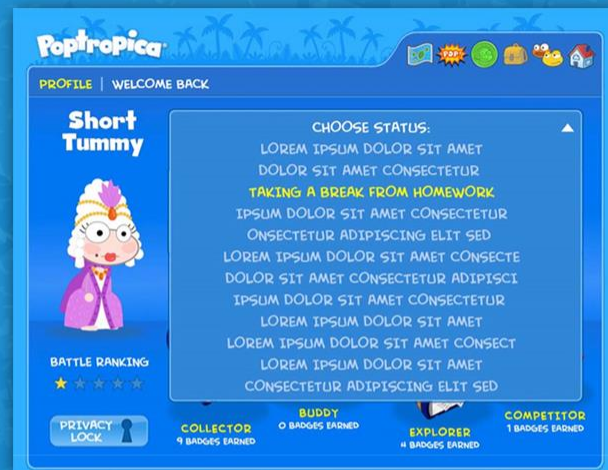 Poptropica
POP
PROFILE | WELCOME BACK
Short
Tummy
CHOOSE STATUS:
LOREM IPSUM DOLOR SIT AMET
DOLOR SIT AMET CONSECTETUR
TAKING A BREAK FROM HOMEWORK
IPSUM DOLOR SIT AMET CONSECTETUR
ONSECTETUR ADIPISCING ELIT SED
LOREM IPSUM DOLOR SIT AMET CONSECTE
DOLOR SIT AMET CONSECTETUR ADIPISCI
IPSUM DOLOR SIT AMET CONSECTETUR
LOREM IPSUM DOLOR SIT AMET
LOREM IPSUM DOLOR SIT AMET CONSECT
LOREM IPSUM DOLOR SIT AMET
CONSECTETUR ADIPISCING ELIT SED
BATTLE RANKING
PRIVACY
LOCK
COLLECTOR
9 BADGES EARNED
BUDDY
0 BADGES EARNED
EXPLORER
4 BADGES EARNED
COMPETITOR
1 BADGES EARNED